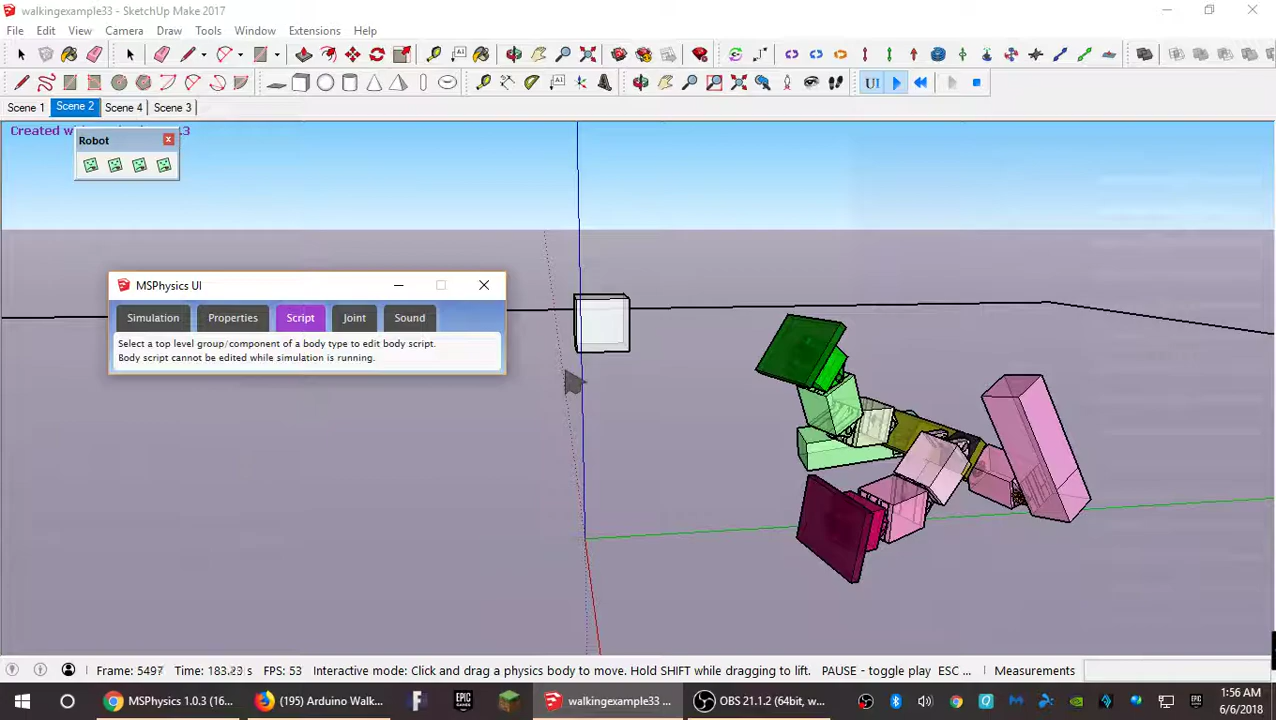 walkingexample33 - SketchUp Make 2017
File Edit View Camera Draw Tools Window Extensions Help
UI
Scene 1 Scene 2 Scene 4 Scene 3
Created
Robot
MSPhysics UI
Simulation Properties Script Joint Sound
Select a top level group/component of a body type to edit body script.
Body script cannot be edited while simulation is running.
Frame: 5497 Time: 183.23 s FPS: 53 Interactive mode: Click and drag a physics body to move. Hold SHIFT while dragging to lift. PAUSE - toggle play ESC ... Measurements
MSPhysics 1.0.3 (16... (195) Arduino Walk... EPIC GAMES walkingexample33 ... OBS 21.1.2 (64bit, w...
1:56 AM
6/6/2018